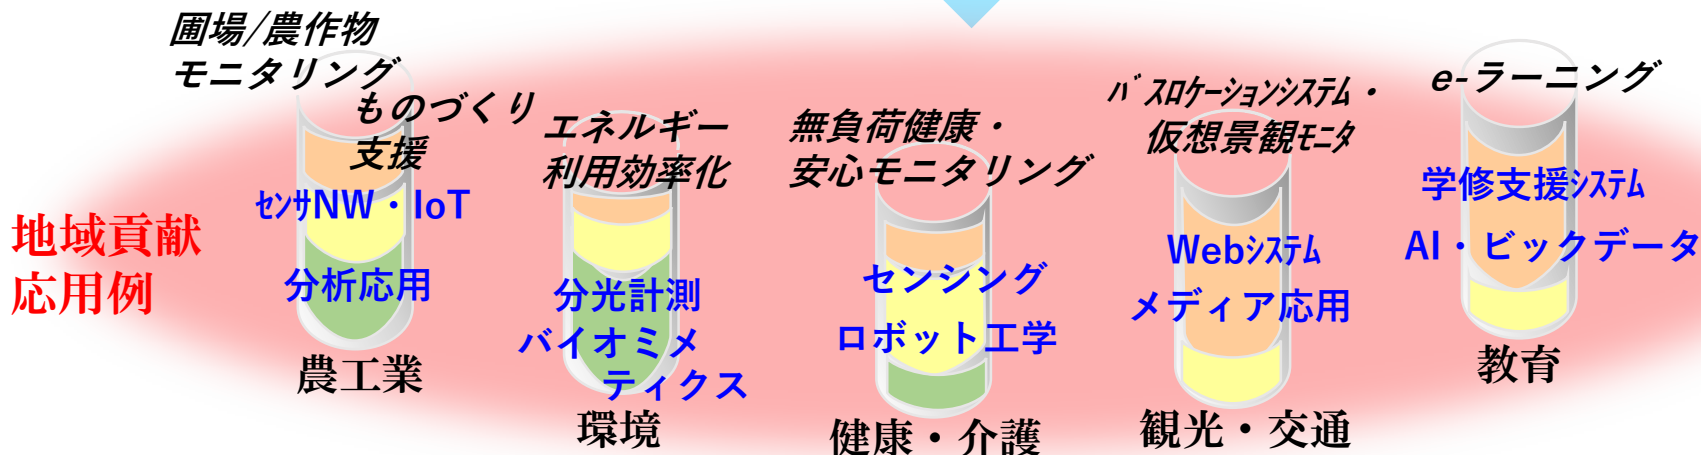 地域貢献
応用例
圃場/農作物
モニタリング
ものづくり
支援
センサNW・IoT
分析応用
農工業
エネルギー
利用効率化
分光計測
バイオミメ
ティクス
環境
無負荷健康・
安心モニタリング
センシング
ロボット工学
健康・介護
バスロケーションシステム・
仮想景観モニタ
Webシステム
メディア応用
観光・交通
e-ラーニング
学修支援システム
AI・ビックデータ
教育